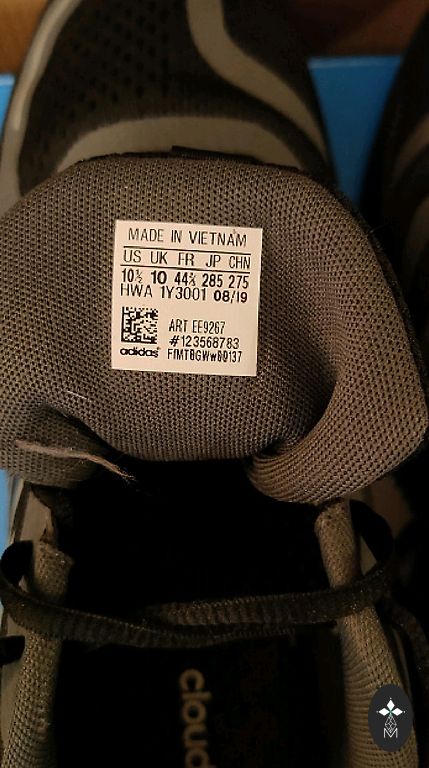 MADE IN VIETNAM
US UK FR JP CHN
10½ 10 44⅔ 285 275
HWA 1Y3001 08/19
ART EE9267
#123568783
adidas
cloud
M